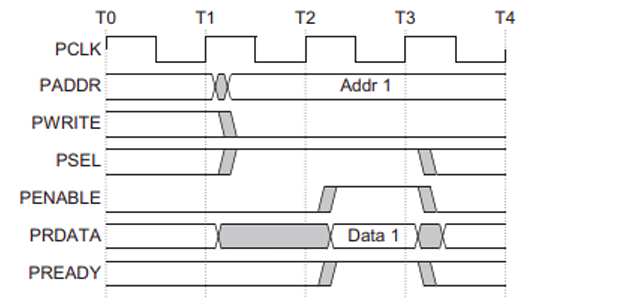 T0 T1 T2 T3 T4
PCLK
PADDR Addr 1
PWRITE
PSEL
PENABLE
PRDATA Data 1
PREADY